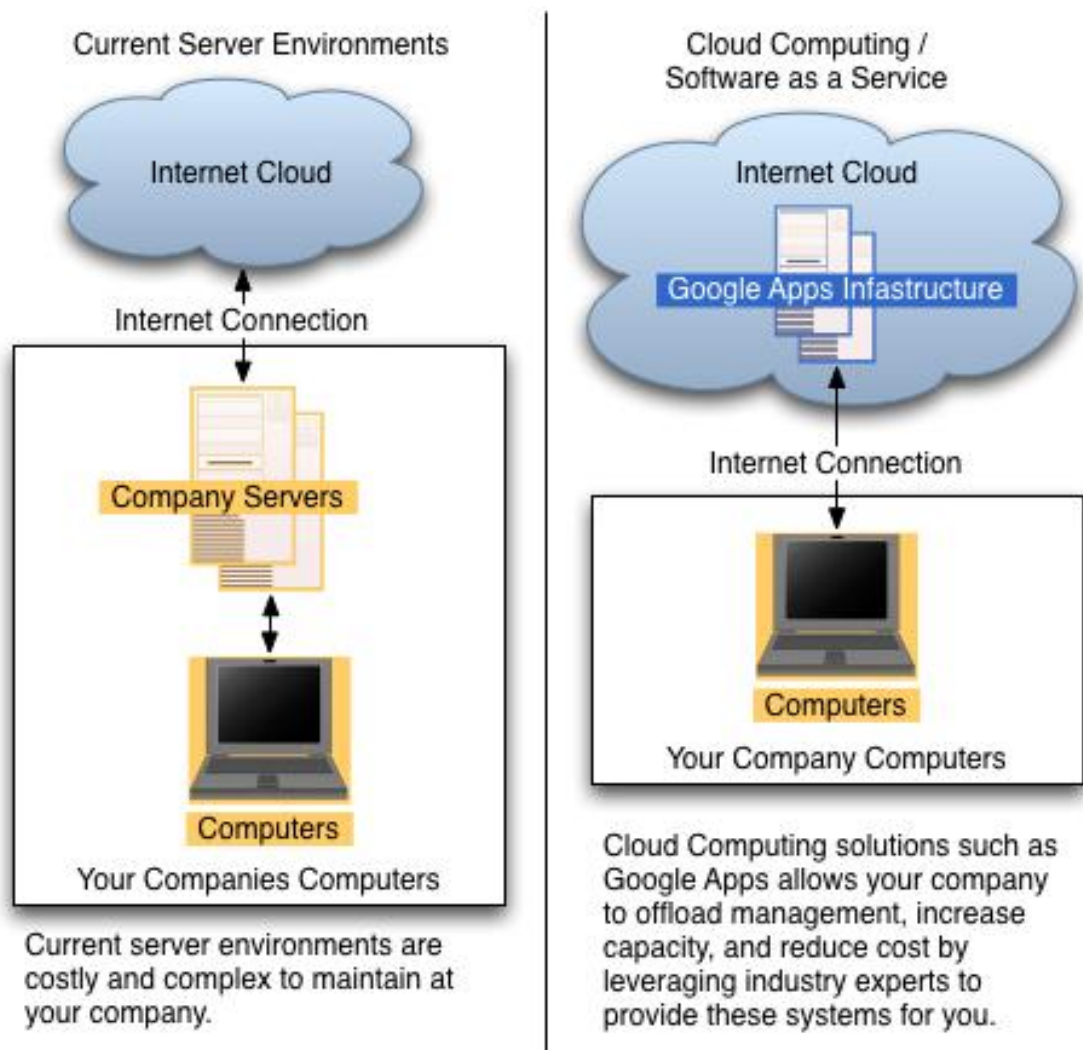 Current Server Environments
Internet Cloud
Internet Connection
Company Servers
Computers
Your Companies Computers
Current server environments are
costly and complex to maintain at
your company.
Cloud Computing /
Software as a Service
Internet Cloud
Google Apps Infastructure
Internet Connection
Computers
Your Company Computers
Cloud Computing solutions such as
Google Apps allows your company
to offload management, increase
capacity, and reduce cost by
leveraging industry experts to
provide these systems for you.